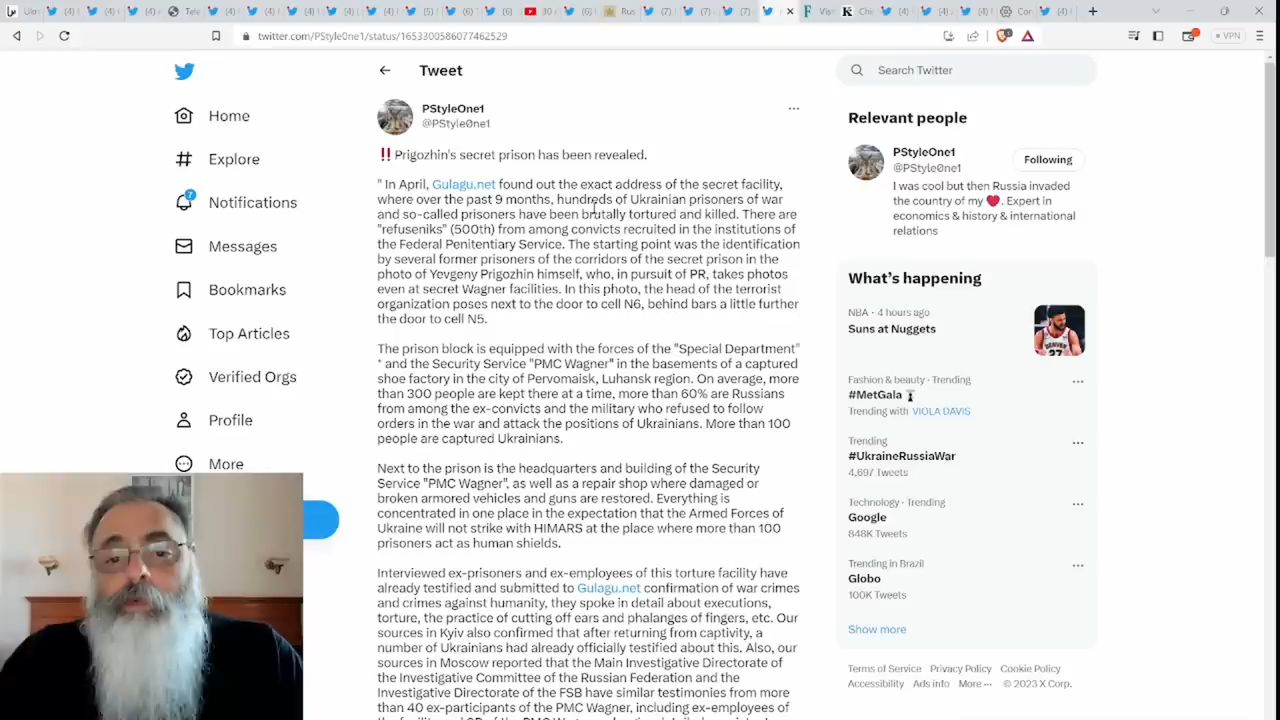 twitter.com/PStyle0ne1/status/1653300586077462529
VPN
Home
Explore
7
Notifications
Messages
Bookmarks
Top Articles
Verified Orgs
Profile
More
Tweet
PStyleOne1
@PStyle0ne1
‼️ Prigozhin's secret prison has been revealed.
" In April, Gulagu.net found out the exact address of the secret facility,
where over the past 9 months, hundreds of Ukrainian prisoners of war
and so-called prisoners have been brutally tortured and killed. There are
"refuseniks" (500th) from among convicts recruited in the institutions of
the Federal Penitentiary Service. The starting point was the identification
by several former prisoners of the corridors of the secret prison in the
photo of Yevgeny Prigozhin himself, who, in pursuit of PR, takes photos
even at secret Wagner facilities. In this photo, the head of the terrorist
organization poses next to the door to cell N6, behind bars a little further
the door to cell N5.
The prison block is equipped with the forces of the "Special Department"
* and the Security Service "PMC Wagner" in the basements of a captured
shoe factory in the city of Pervomaisk, Luhansk region. On average, more
than 300 people are kept there at a time, more than 60% are Russians
from among the ex-convicts and the military who refused to follow
orders in the war and attack the positions of Ukrainians. More than 100
people are captured Ukrainians.
Next to the prison is the headquarters and building of the Security
Service "PMC Wagner", as well as a repair shop where damaged or
broken armored vehicles and guns are restored. Everything is
concentrated in one place in the expectation that the Armed Forces of
Ukraine will not strike with HIMARS at the place where more than 100
prisoners act as human shields.
Interviewed ex-prisoners and ex-employees of this torture facility have
already testified and submitted to Gulagu.net confirmation of war crimes
and crimes against humanity, they spoke in detail about executions,
torture, the practice of cutting off ears and phalanges of fingers, etc. Our
sources in Kyiv also confirmed that after returning from captivity, a
number of Ukrainians had already officially testified about this. Also, our
sources in Moscow reported that the Main Investigative Directorate of
the Investigative Committee of the Russian Federation and the
Investigative Directorate of the FSB have similar testimonies from more
than 40 ex-participants of the PMC Wagner, including ex-employees of
Search Twitter
Relevant people
PStyleOne1
@PStyle0ne1
Following
I was cool but then Russia invaded
the country of my ❤️. Expert in
economics & history & international
relations
What's happening
NBA · 4 hours ago
Suns at Nuggets
Fashion & beauty · Trending
#MetGala
Trending with VIOLA DAVIS
Trending
#UkraineRussiaWar
4,697 Tweets
Technology · Trending
Google
848K Tweets
Trending in Brazil
Globo
100K Tweets
Show more
Terms of Service Privacy Policy Cookie Policy
Accessibility Ads info More ··· © 2023 X Corp.